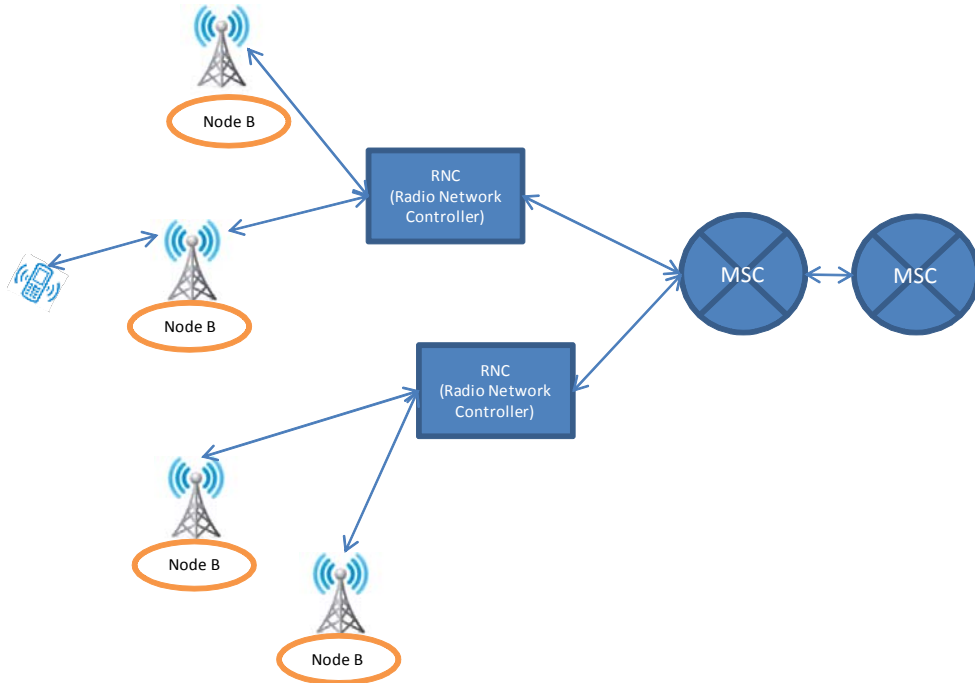 Node B
RNC
(Radio Network
Controller)
Node B
MSC
MSC
RNC
(Radio Network
Controller)
Node B
Node B